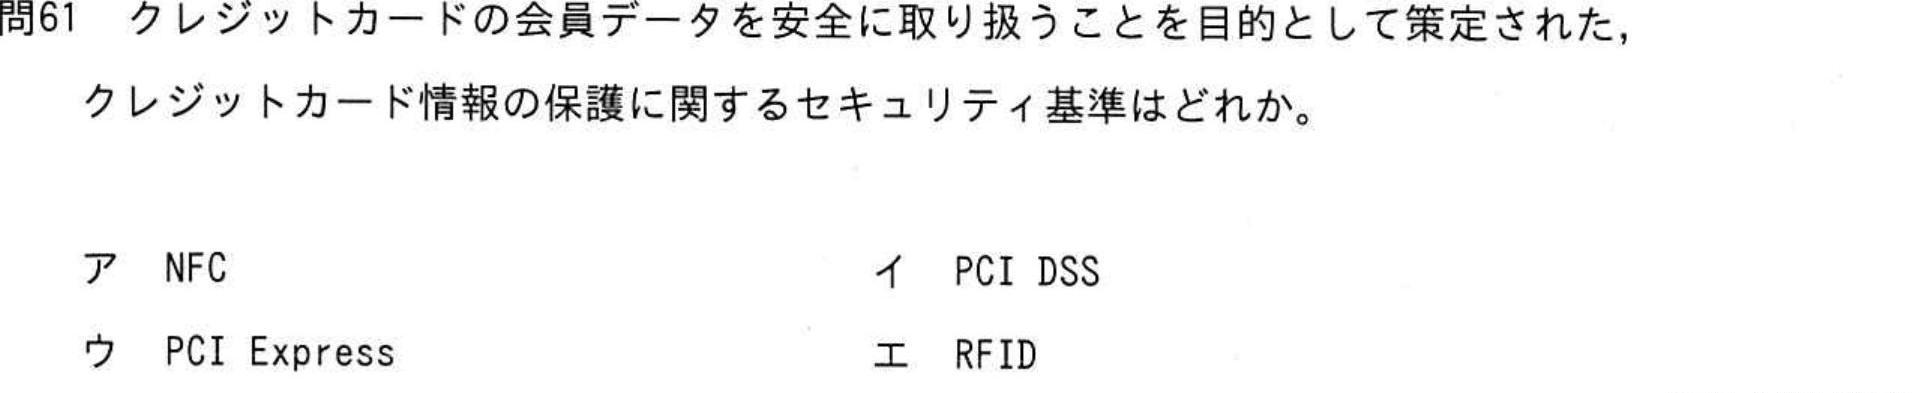 問61　クレジットカードの会員データを安全に取り扱うことを目的として策定された，
クレジットカード情報の保護に関するセキュリティ基準はどれか。
ア　NFC　　イ　PCI DSS
ウ　PCI Express　　エ　RFID